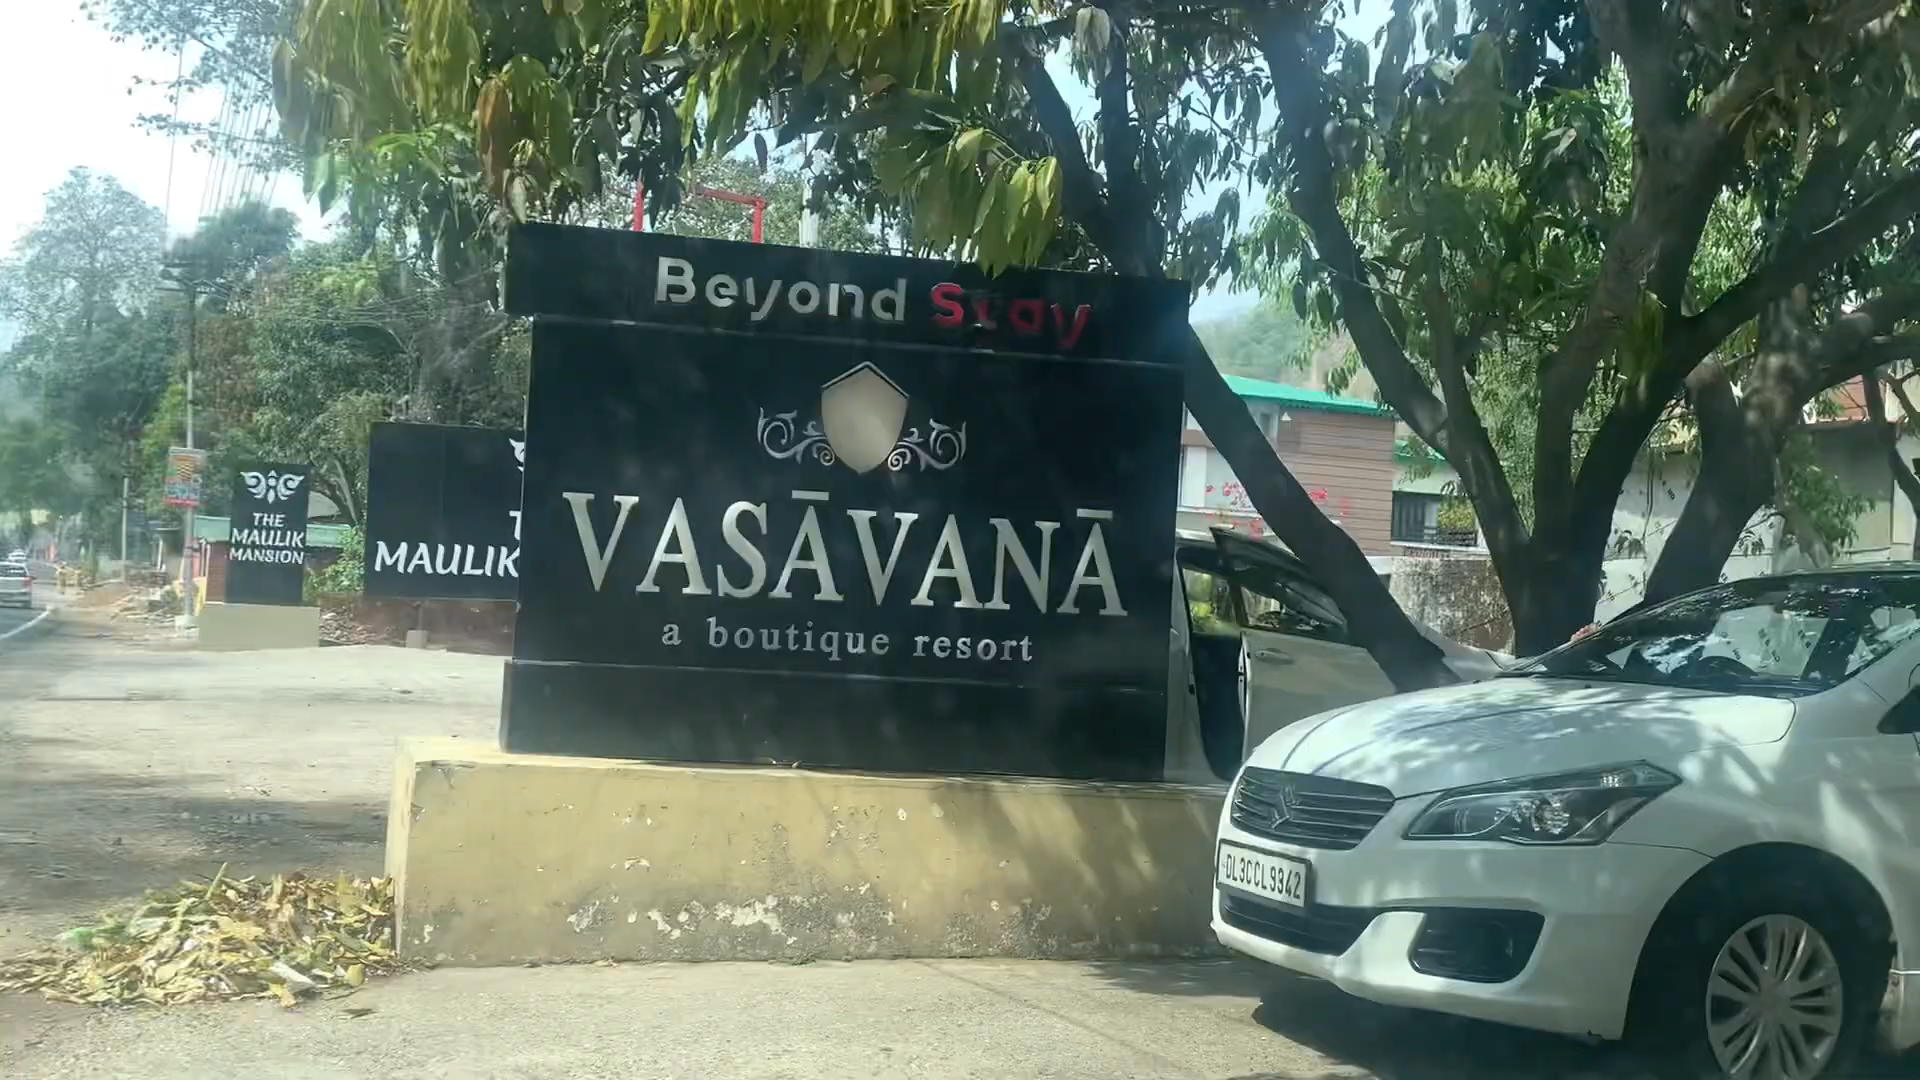 Beyond Stay
VASĀVANĀ
a boutique resort
THE
MAULIK
MANSION
MAULIK
DL3CCL9342